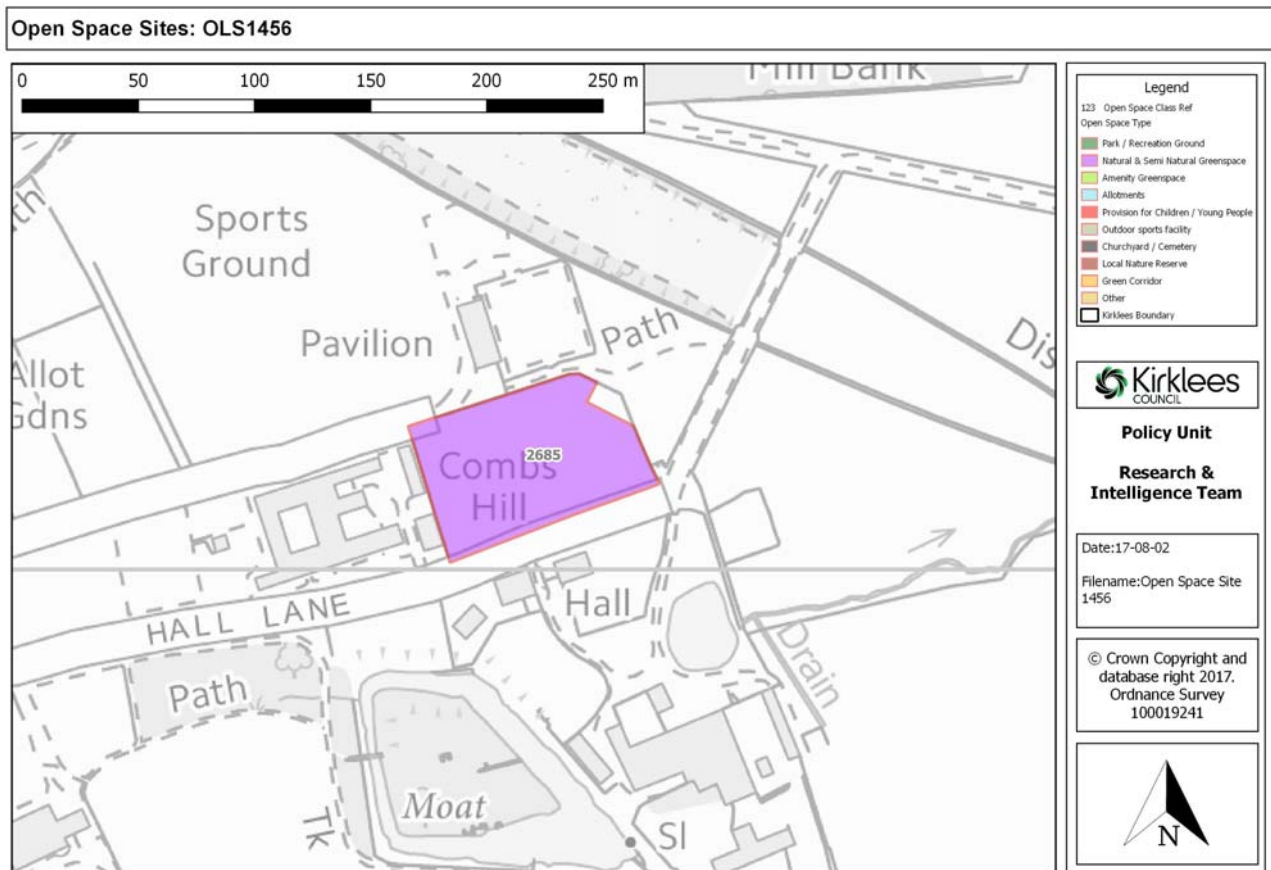 Open Space Sites: OLS1456
0 50 100 150 200 250 m
Mill Bank
Sports
Ground
Pavilion
Path
Allot
Gdns
Dis
2685
Combs
Hill
HALL LANE
Hall
Path
Drain
Moat
Tk
Sl
Legend
123 Open Space Class Ref
Open Space Type
Park / Recreation Ground
Natural & Semi Natural Greenspace
Amenity Greenspace
Allotments
Provision for Children / Young People
Outdoor sports facility
Churchyard / Cemetery
Local Nature Reserve
Green Corridor
Other
Kirklees Boundary
Kirklees
COUNCIL
Policy Unit
Research &
Intelligence Team
Date:17-08-02
Filename:Open Space Site
1456
© Crown Copyright and
database right 2017.
Ordnance Survey
100019241
N